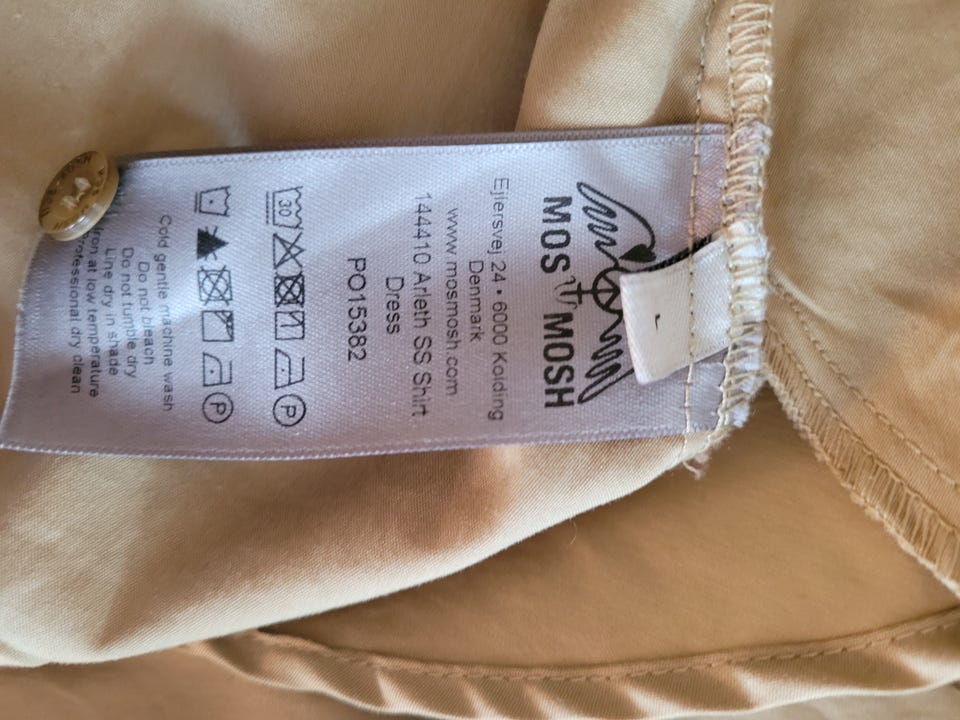 MOS MOSH
L
Ejlersvej 24 • 6000 Kolding
Denmark
www.mosmosh.com
144410 Arleth SS Shirt
Dress
PO15382
30
P
P
Cold gentle machine wash
Do not bleach
Do not tumble dry
Line dry in shade
Iron at low temperature
Professional dry clean
MOSH